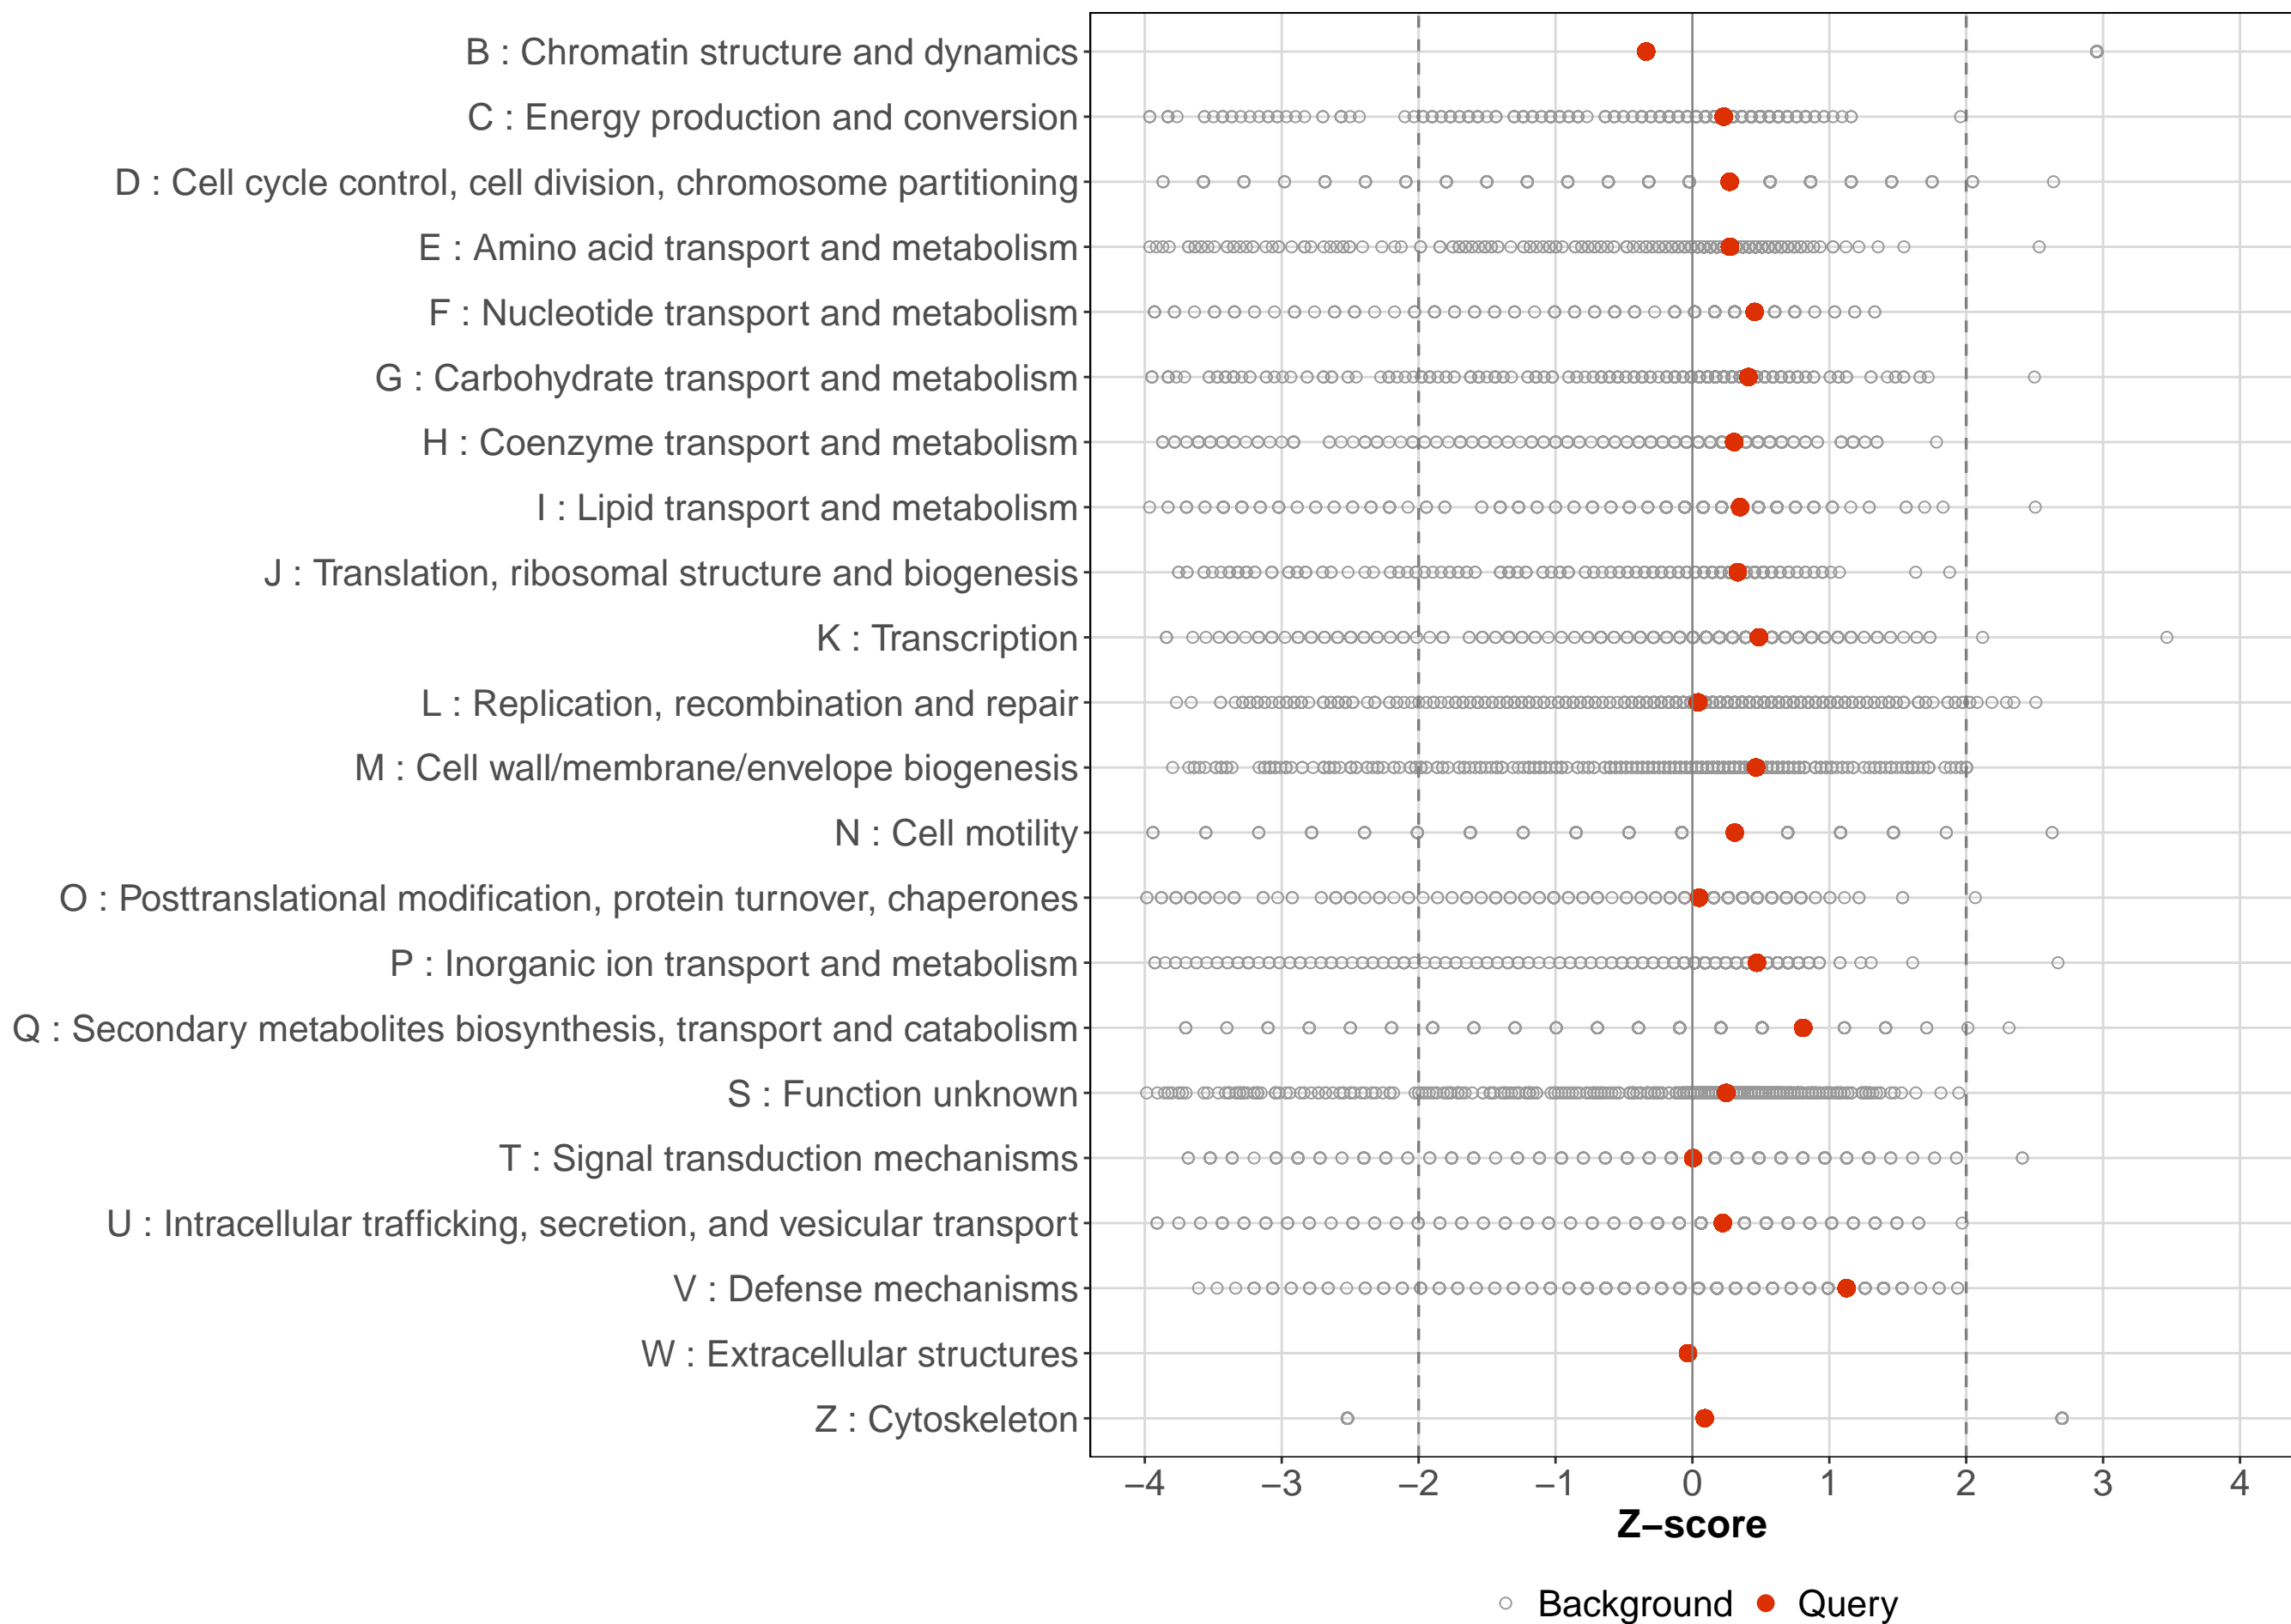 B : Chromatin structure and dynamics
C : Energy production and conversion
D : Cell cycle control, cell division, chromosome partitioning
E : Amino acid transport and metabolism
F : Nucleotide transport and metabolism
G : Carbohydrate transport and metabolism
H : Coenzyme transport and metabolism
I : Lipid transport and metabolism
J : Translation, ribosomal structure and biogenesis
K : Transcription
L : Replication, recombination and repair
M : Cell wall/membrane/envelope biogenesis
N : Cell motility
O : Posttranslational modification, protein turnover, chaperones
P : Inorganic ion transport and metabolism
Q : Secondary metabolites biosynthesis, transport and catabolism
S : Function unknown
T : Signal transduction mechanisms
U : Intracellular trafficking, secretion, and vesicular transport
V : Defense mechanisms
W : Extracellular structures
Z : Cytoskeleton
−4 −3 −2 −1 0 1 2 3 4
Z−score
Background Query